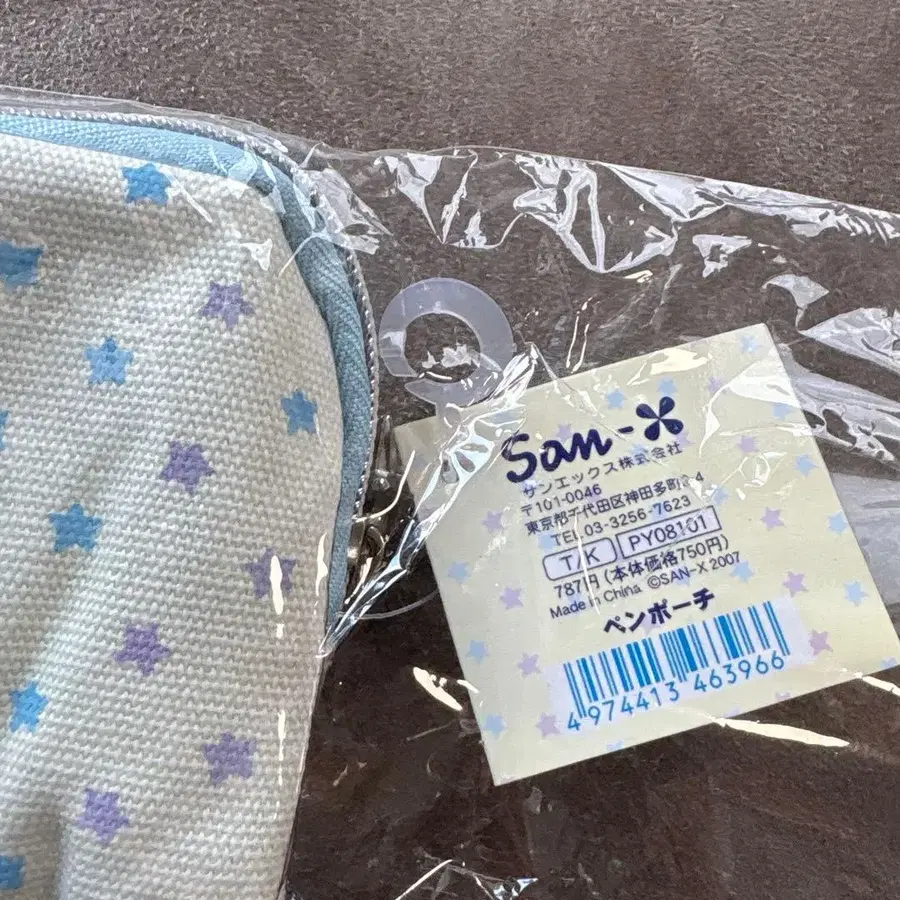 San-X
サンエックス株式会社
〒101-0046
東京都千代田区神田多町2-4
TEL03-3256-7623
T/K PY08101
787円(本体価格750円)
Made in China ©SAN-X 2007
ペンポーチ
4974413 463966